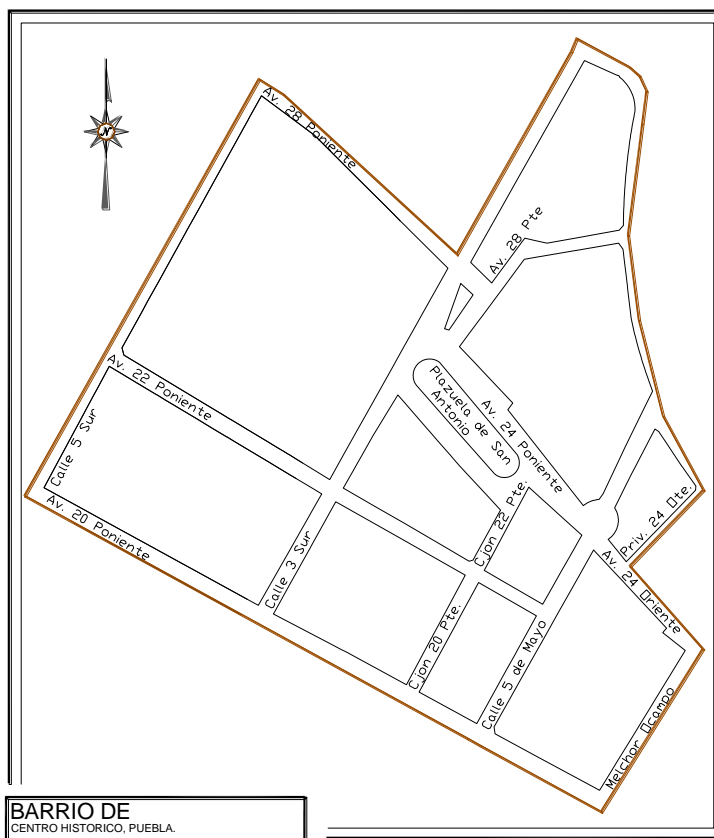 N
Av. 28 Poniente
Av. 28 Pte
Av. 22 Poniente
Plazuela de San
Antonio
Av. 24 Poniente
Calle 5 Sur
Av. 20 Poniente
Cjon 22 Pte.
Priv. 24 Ote.
Calle 3 Sur
Av. 24 Oriente
Cjon 20 Pte.
Calle 5 de Mayo
Melchor Ocampo
BARRIO DE
CENTRO HISTORICO, PUEBLA.